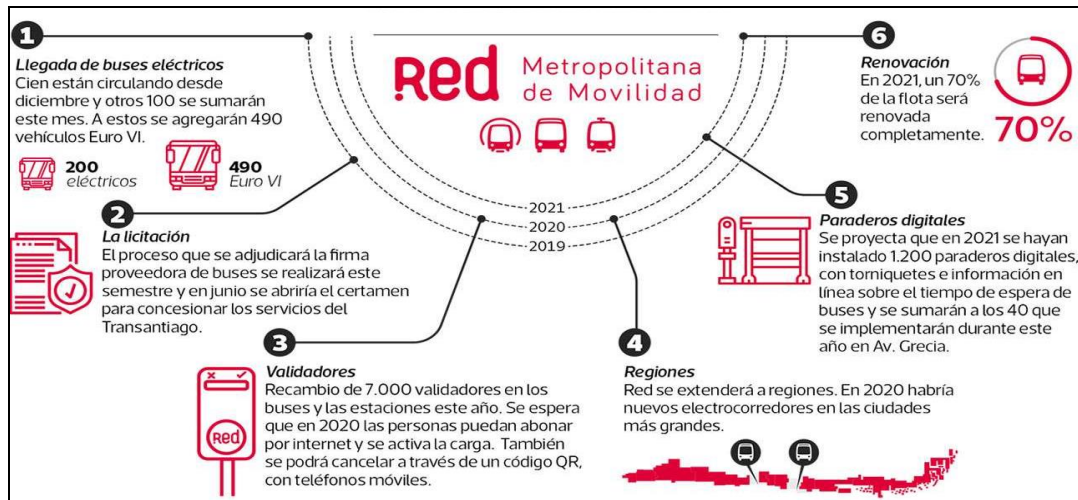 1
Llegada de buses eléctricos
Cien están circulando desde
diciembre y otros 100 se sumarán
este mes. A estos se agregarán 490
vehículos Euro VI.
200
eléctricos
490
Euro VI
2
La licitación
El proceso que se adjudicará la firma
proveedora de buses se realizará este
semestre y en junio se abriría el certamen
para concesionar los servicios del
Transantiago.
3
Validadores
Recambio de 7.000 validadores en los
buses y las estaciones este año. Se espera
que en 2020 las personas puedan abonar
por internet y se activa la carga. También
se podrá cancelar a través de un código QR,
con teléfonos móviles.
Red
Red Metropolitana
de Movilidad
2021
2020
2019
4
Regiones
Red se extenderá a regiones. En 2020 habría
nuevos electrocorredores en las ciudades
más grandes.
5
Paraderos digitales
Se proyecta que en 2021 se hayan
instalado 1.200 paraderos digitales,
con torniquetes e información en
línea sobre el tiempo de espera de
buses y se sumarán a los 40 que
se implementarán durante este
año en Av. Grecia.
6
Renovación
En 2021, un 70%
de la flota será
renovada
completamente.
70%